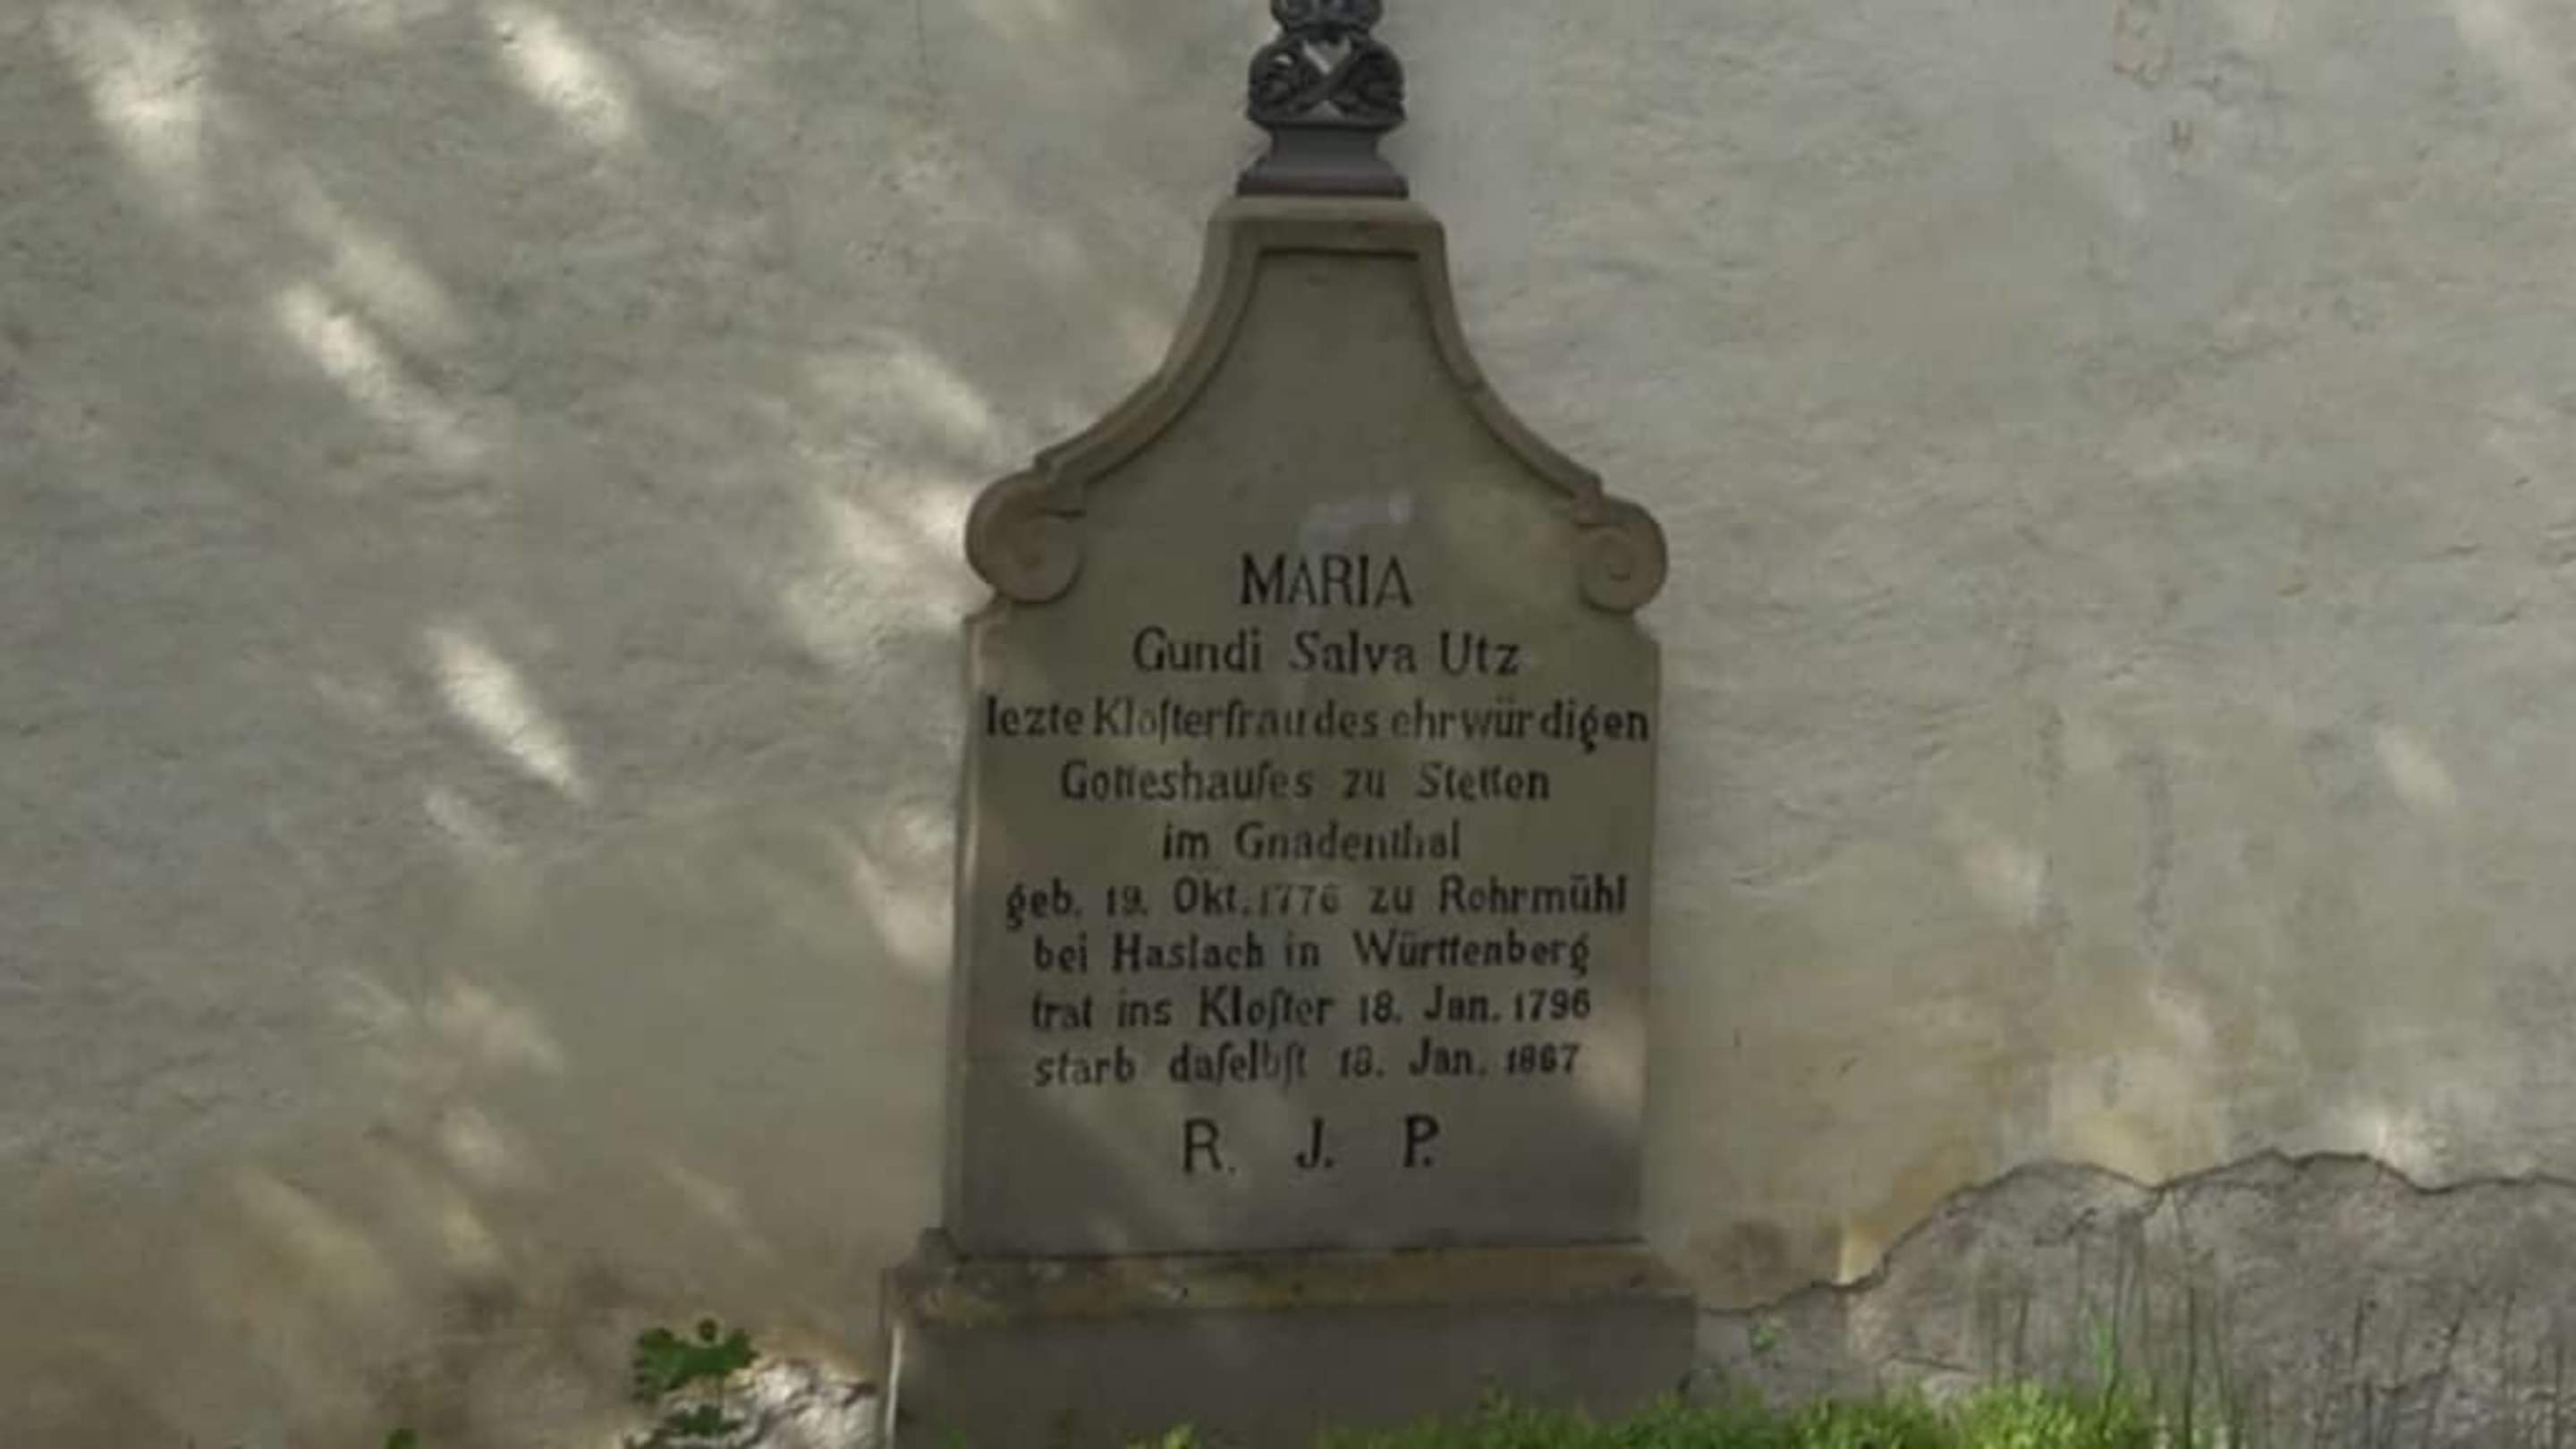 MARIA
Gundi Salva Utz
lezte Kloſterfrau des ehrwürdigen
Gotteshauſes zu Stetten
im Gnadenthal
geb. 19. Okt. 1776 zu Rohrmühl
bei Haslach in Württenberg
trat ins Kloſter 18. Jan. 1796
starb daſelbſt 18. Jan. 1867
R. J. P.